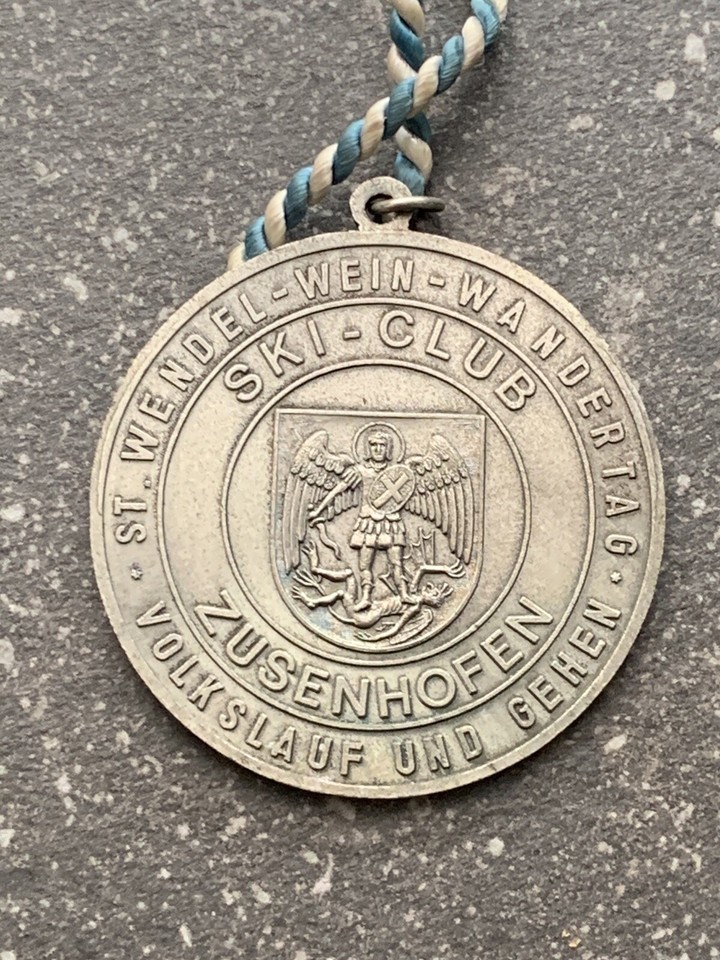 ST. WENDEL-WEIN-WANDERTAG
SKI-CLUB
ZUSENHOFEN
VOLKSLAUF UND GEHEN